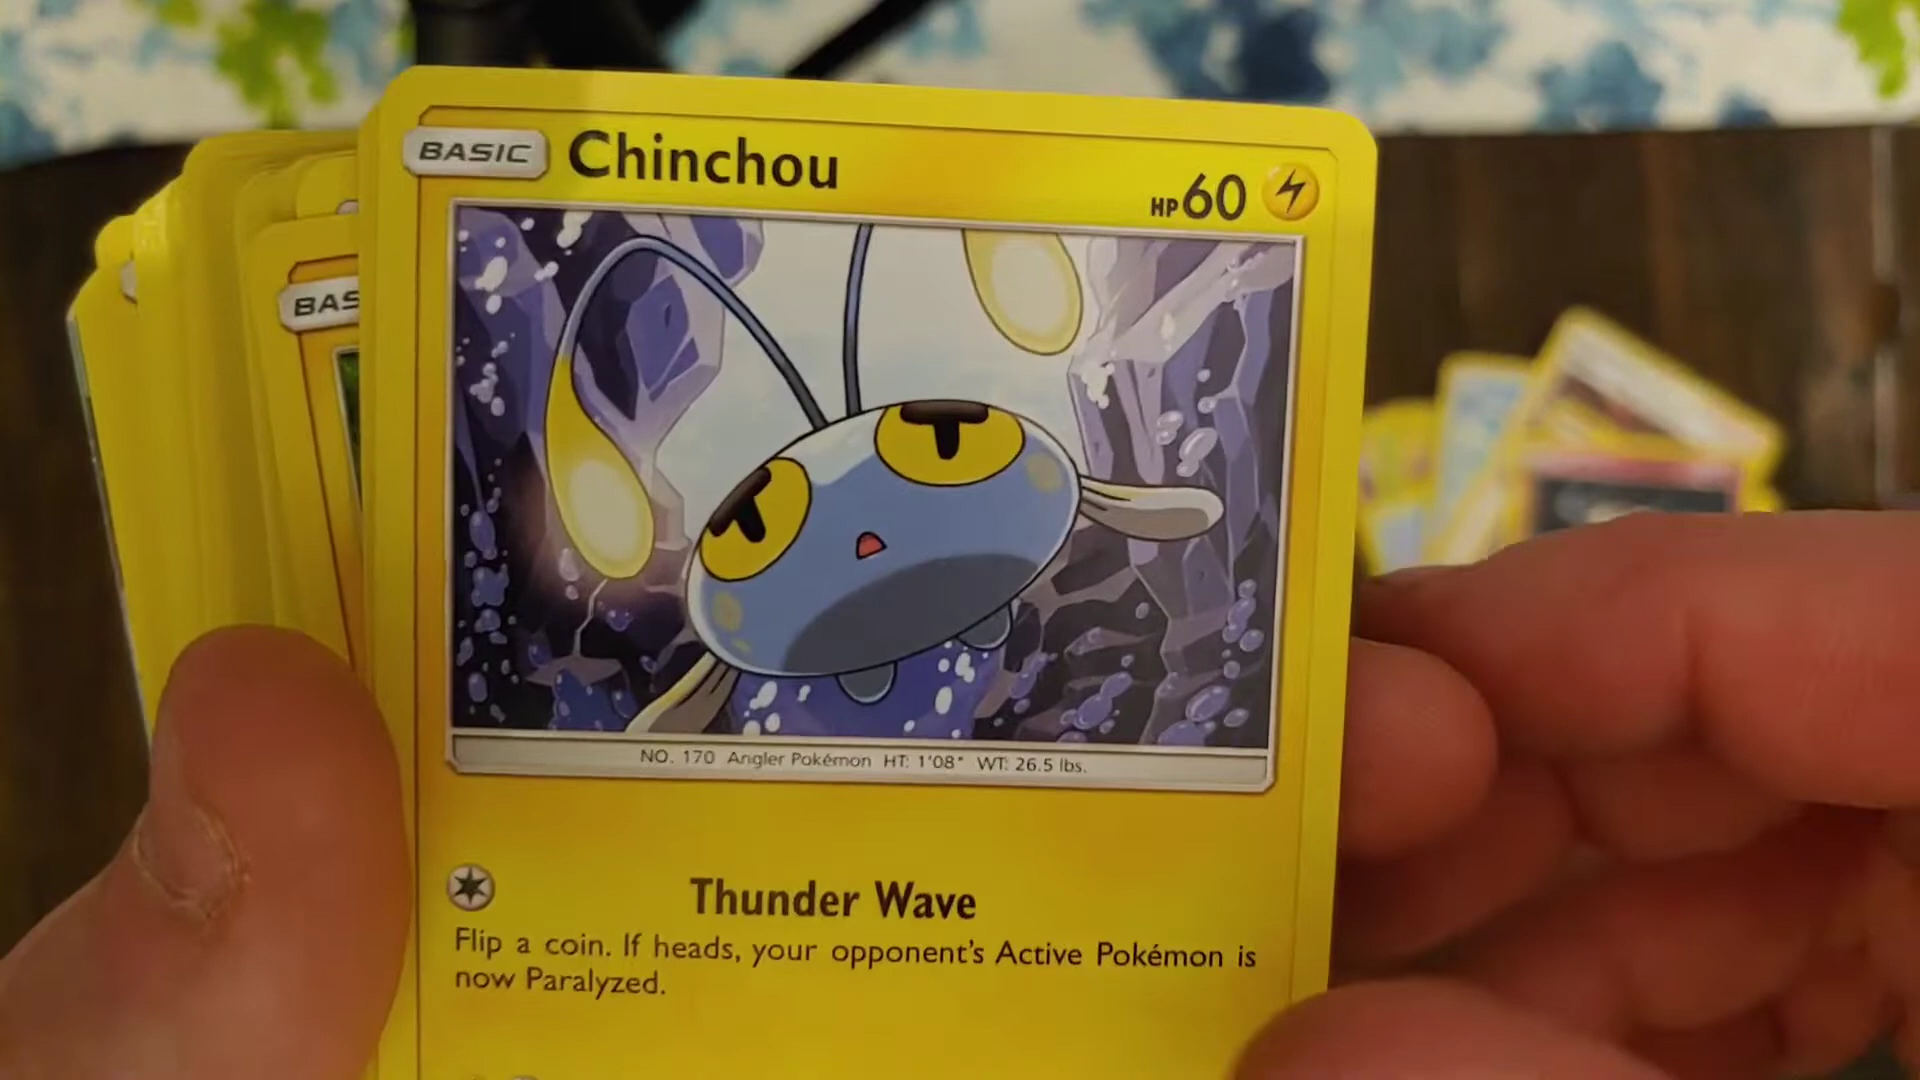 BASIC Chinchou HP60
BAS
NO. 170 Angler Pokémon HT: 1'08" WT: 26.5 lbs.
Thunder Wave
Flip a coin. If heads, your opponent's Active Pokémon is
now Paralyzed.